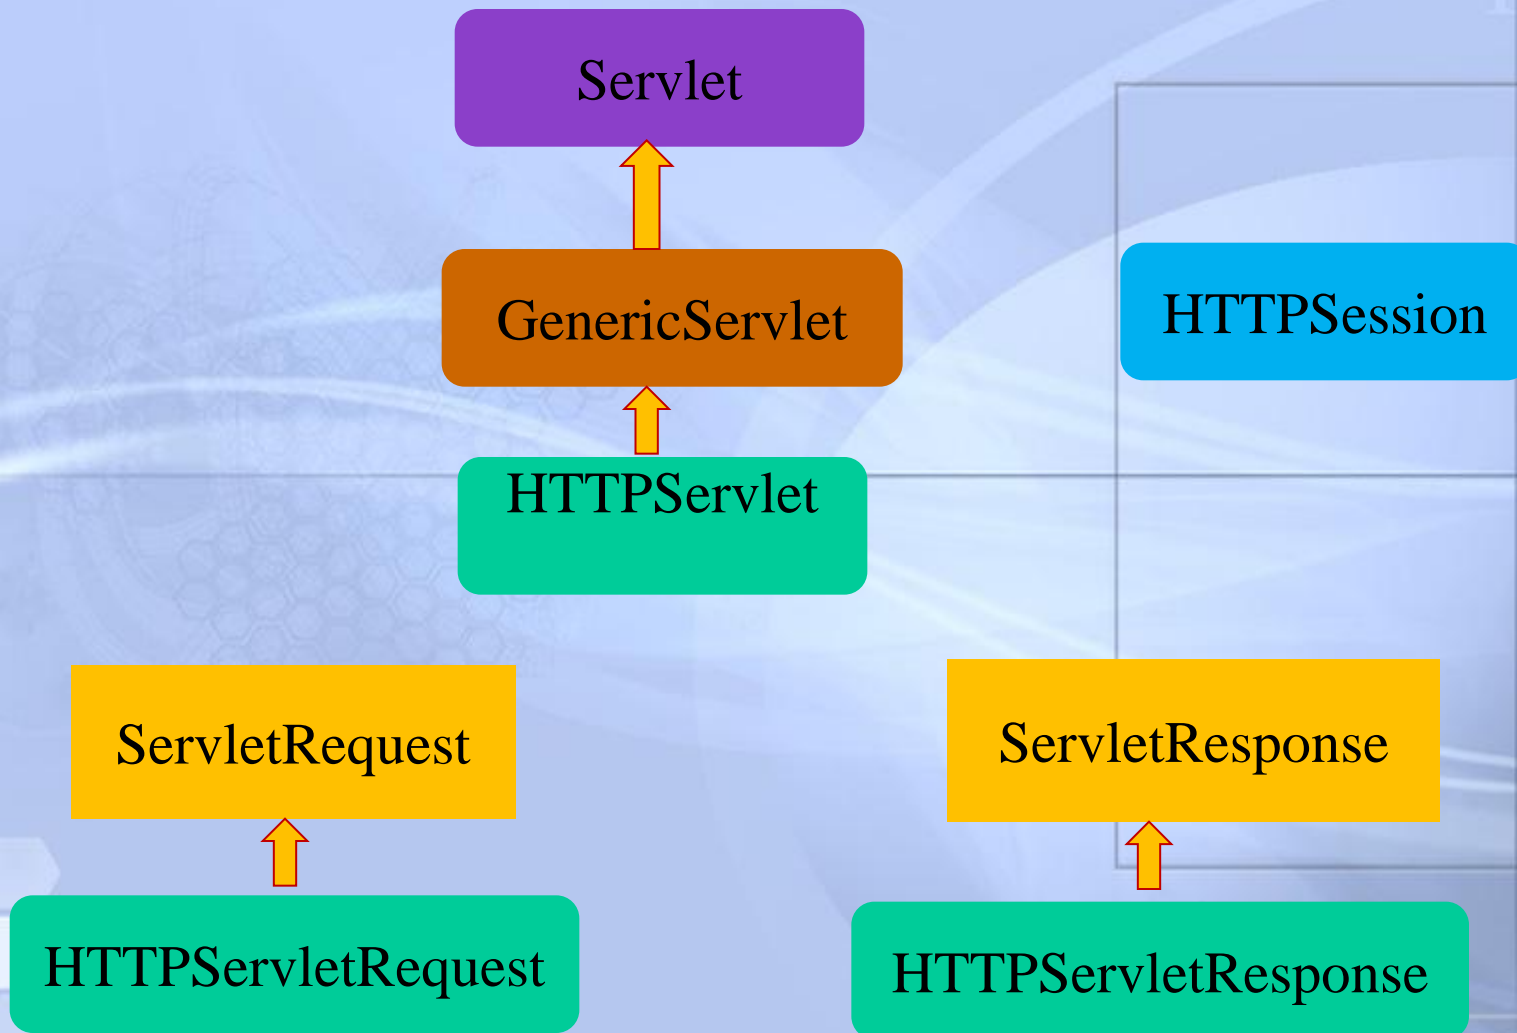 Servlet
GenericServlet
HTTPSession
HTTPServlet
ServletRequest
ServletResponse
HTTPServletRequest
HTTPServletResponse